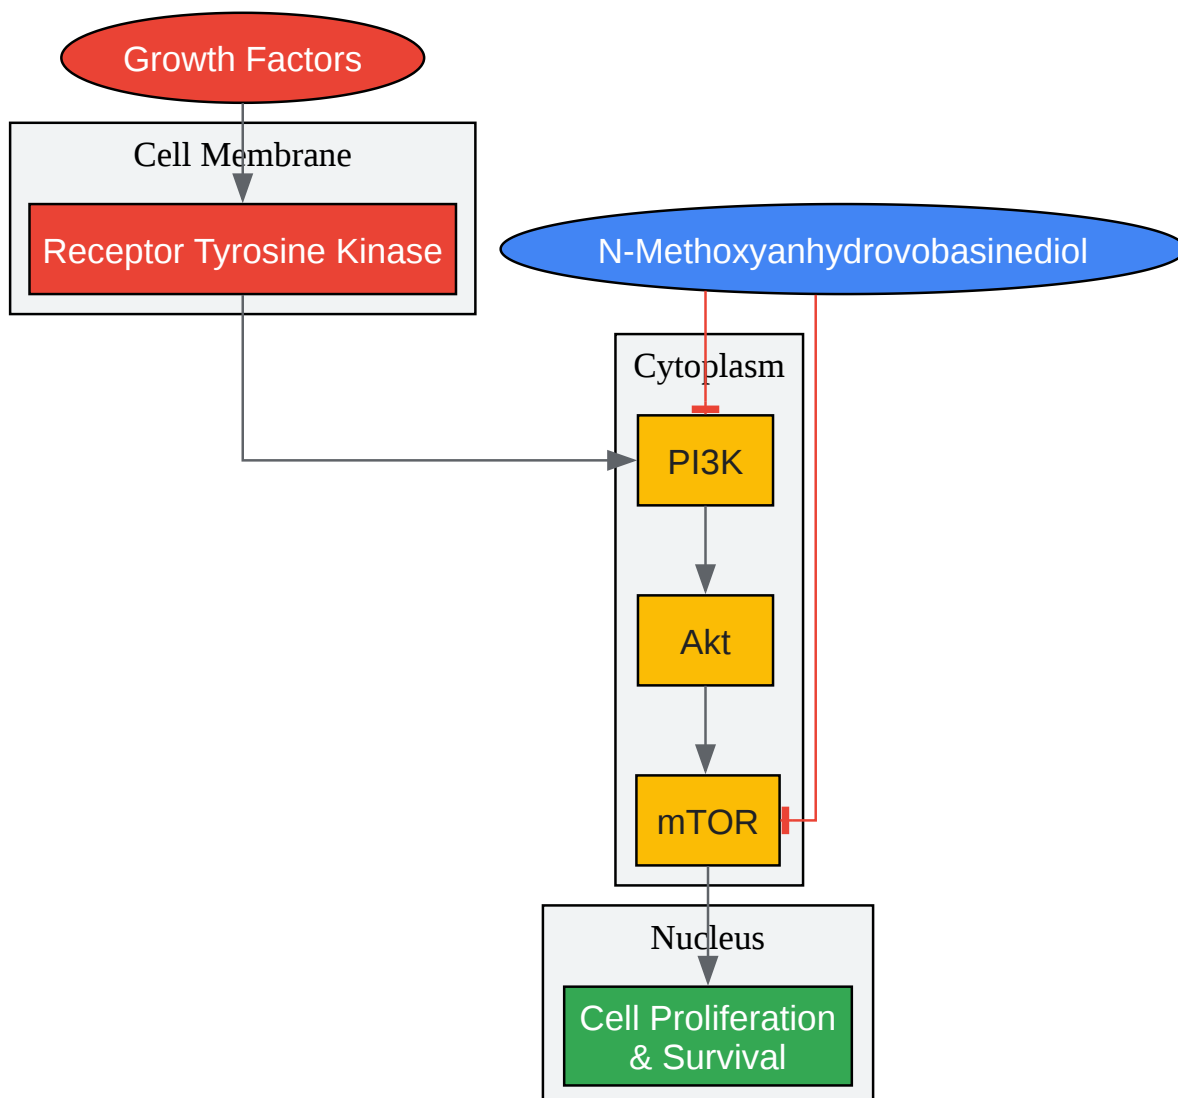 Growth Factors
Cell Membrane
Receptor Tyrosine Kinase
N-Methoxyanhydrovobasinediol
Cytoplasm
PI3K
Akt
mTOR
Nucleus
Cell Proliferation
& Survival